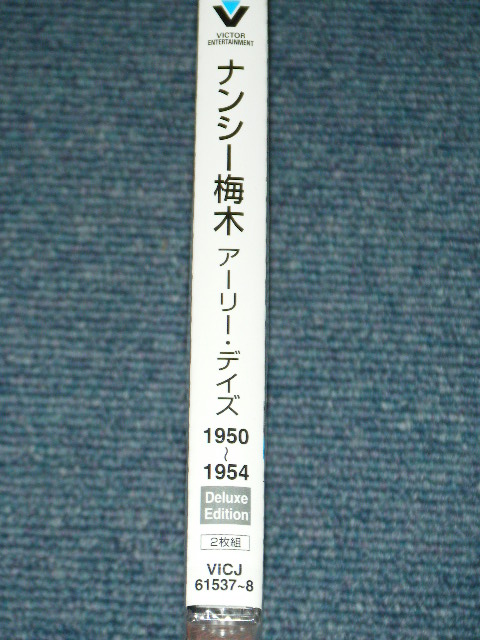 VICTOR
ENTERTAINMENT
ナンシー梅木 アーリー・デイズ
1950
~
1954
Deluxe
Edition
2枚組
VICJ
61537~8